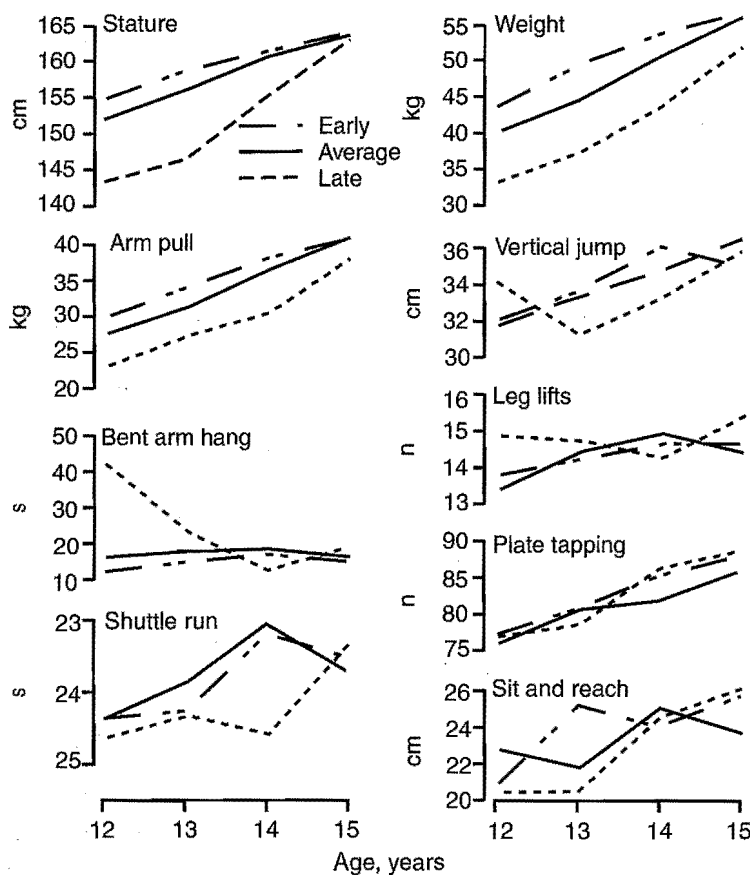 Stature
165
160
155
150
145
140
cm
Early
Average
Late
Weight
55
50
45
40
35
30
kg
Arm pull
40
35
30
25
20
kg
Vertical jump
36
34
32
30
cm
Bent arm hang
50
40
30
20
10
s
Leg lifts
16
15
14
13
n
Shuttle run
23
24
25
s
Plate tapping
90
85
80
75
n
Sit and reach
26
24
22
20
cm
12 13 14 15
12 13 14 15
Age, years